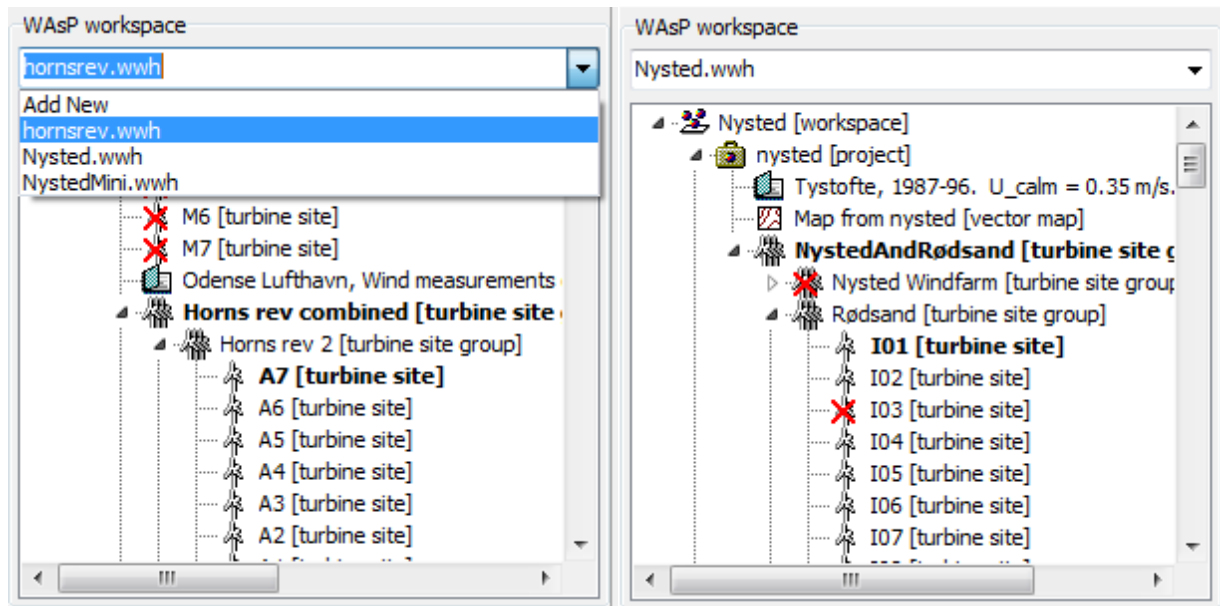 WAsP workspace
hornsrev.wwh
Add New
hornsrev.wwh
Nysted.wwh
NystedMini.wwh
M6 [turbine site]
M7 [turbine site]
Odense Lufthavn, Wind measurements
Horns rev combined [turbine site
Horns rev 2 [turbine site group]
A7 [turbine site]
A6 [turbine site]
A5 [turbine site]
A4 [turbine site]
A3 [turbine site]
A2 [turbine site]
WAsP workspace
Nysted.wwh
Nysted [workspace]
nysted [project]
Tystofte, 1987-96. U_calm = 0.35 m/s.
Map from nysted [vector map]
NystedAndRødsand [turbine site g
Nysted Windfarm [turbine site group
Rødsand [turbine site group]
I01 [turbine site]
I02 [turbine site]
I03 [turbine site]
I04 [turbine site]
I05 [turbine site]
I06 [turbine site]
I07 [turbine site]